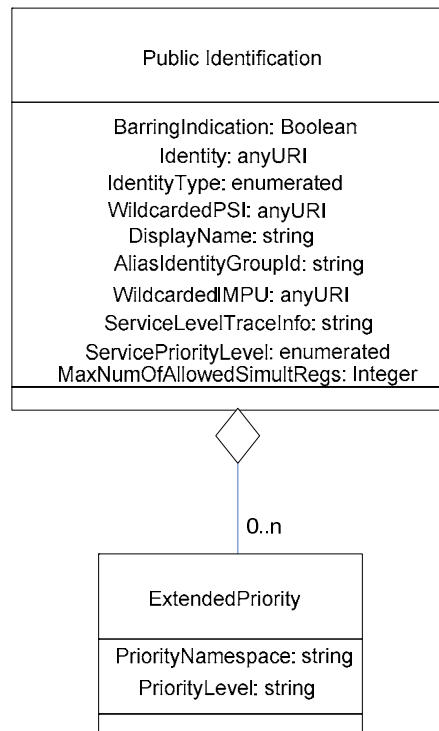 Public Identification
BarringIndication: Boolean
Identity: anyURI
IdentityType: enumerated
WildcardedPSI: anyURI
DisplayName: string
AliasIdentityGroupId: string
WildcardedIMPU: anyURI
ServiceLevelTraceInfo: string
ServicePriorityLevel: enumerated
MaxNumOfAllowedSimultRegs: Integer
0..n
ExtendedPriority
PriorityNamespace: string
PriorityLevel: string